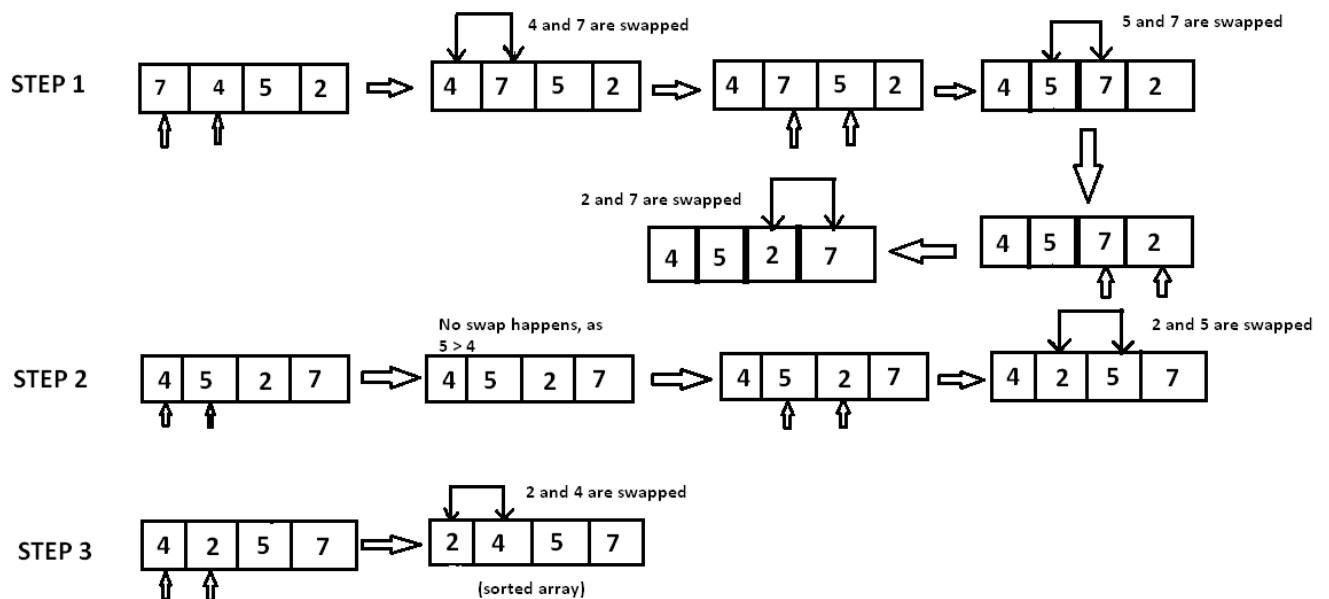 4 and 7 are swapped
5 and 7 are swapped
STEP 1
7 4 5 2
4 7 5 2
4 7 5 2
4 5 7 2
2 and 7 are swapped
4 5 2 7
4 5 7 2
No swap happens, as
5 > 4
2 and 5 are swapped
STEP 2
4 5 2 7
4 5 2 7
4 5 2 7
4 2 5 7
2 and 4 are swapped
STEP 3
4 2 5 7
2 4 5 7
(sorted array)